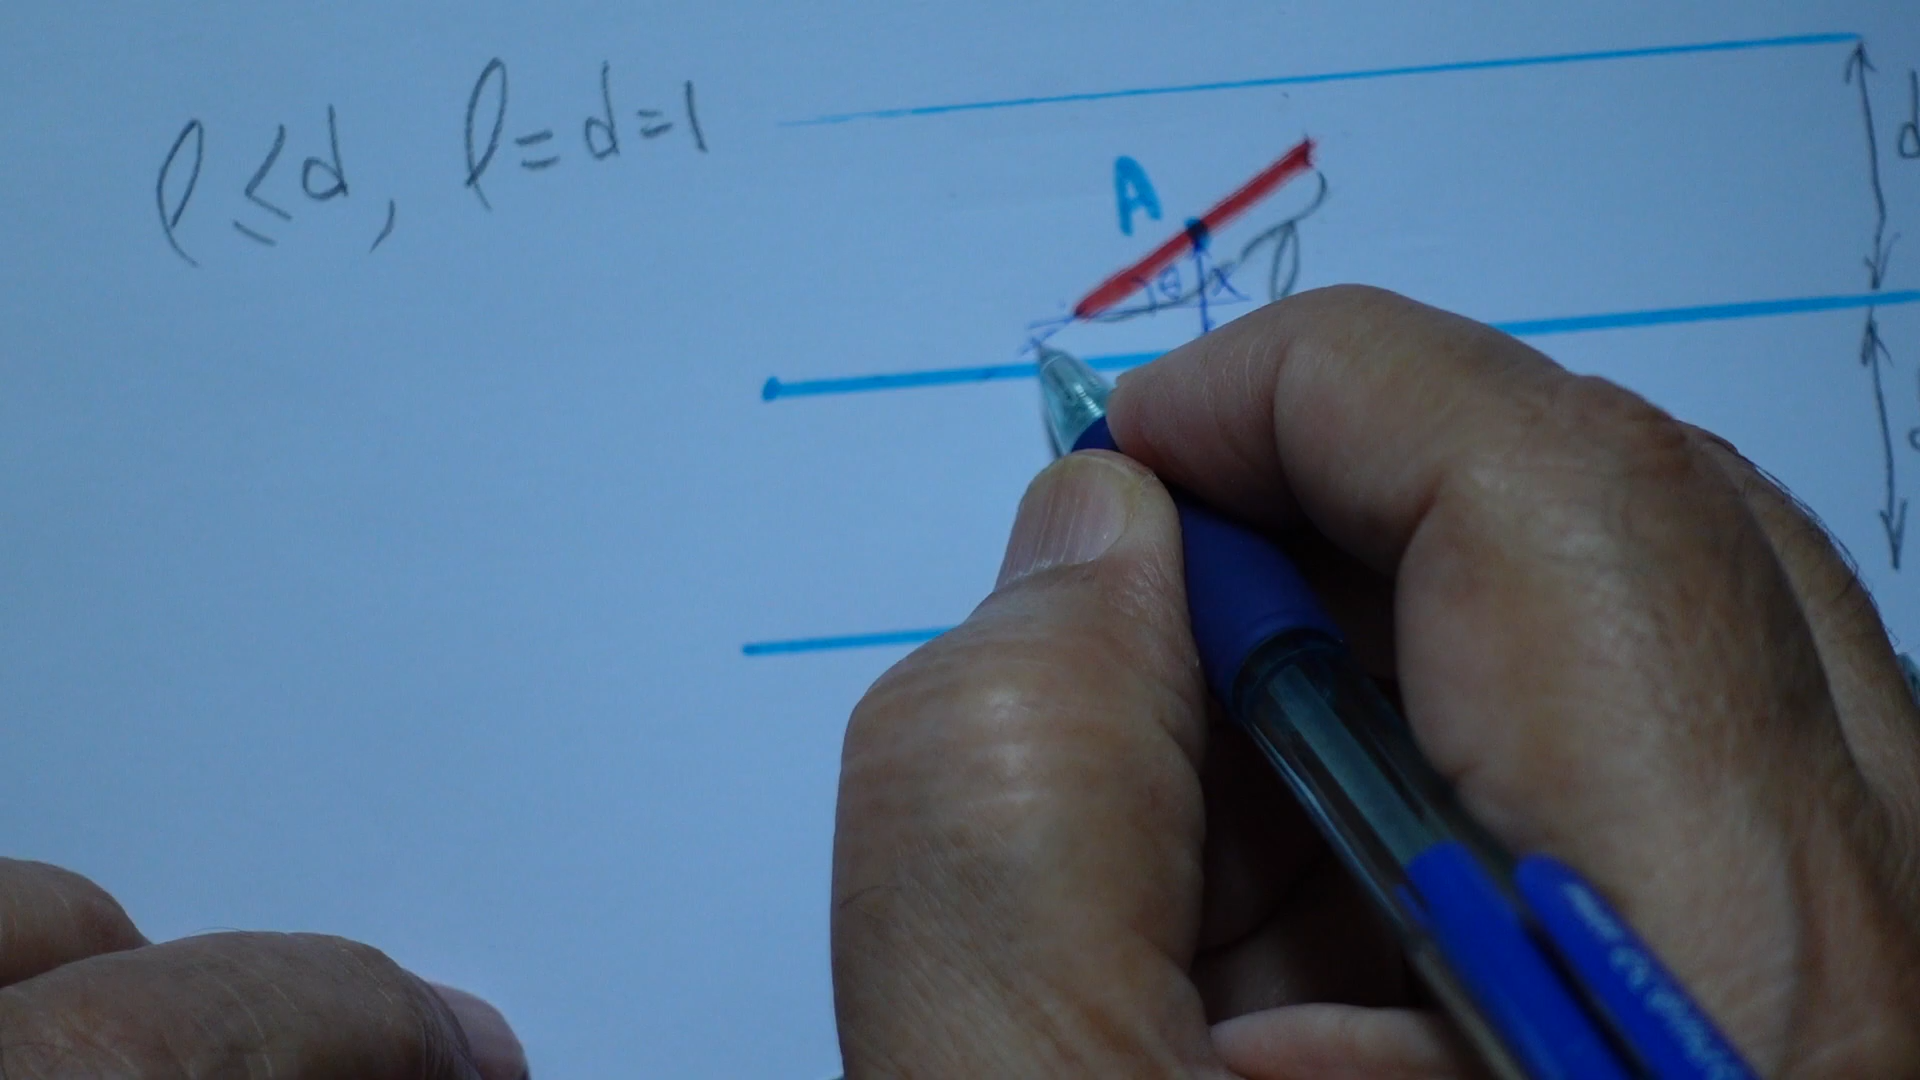 l ≤ d, l = d = 1
d
A
θ x l